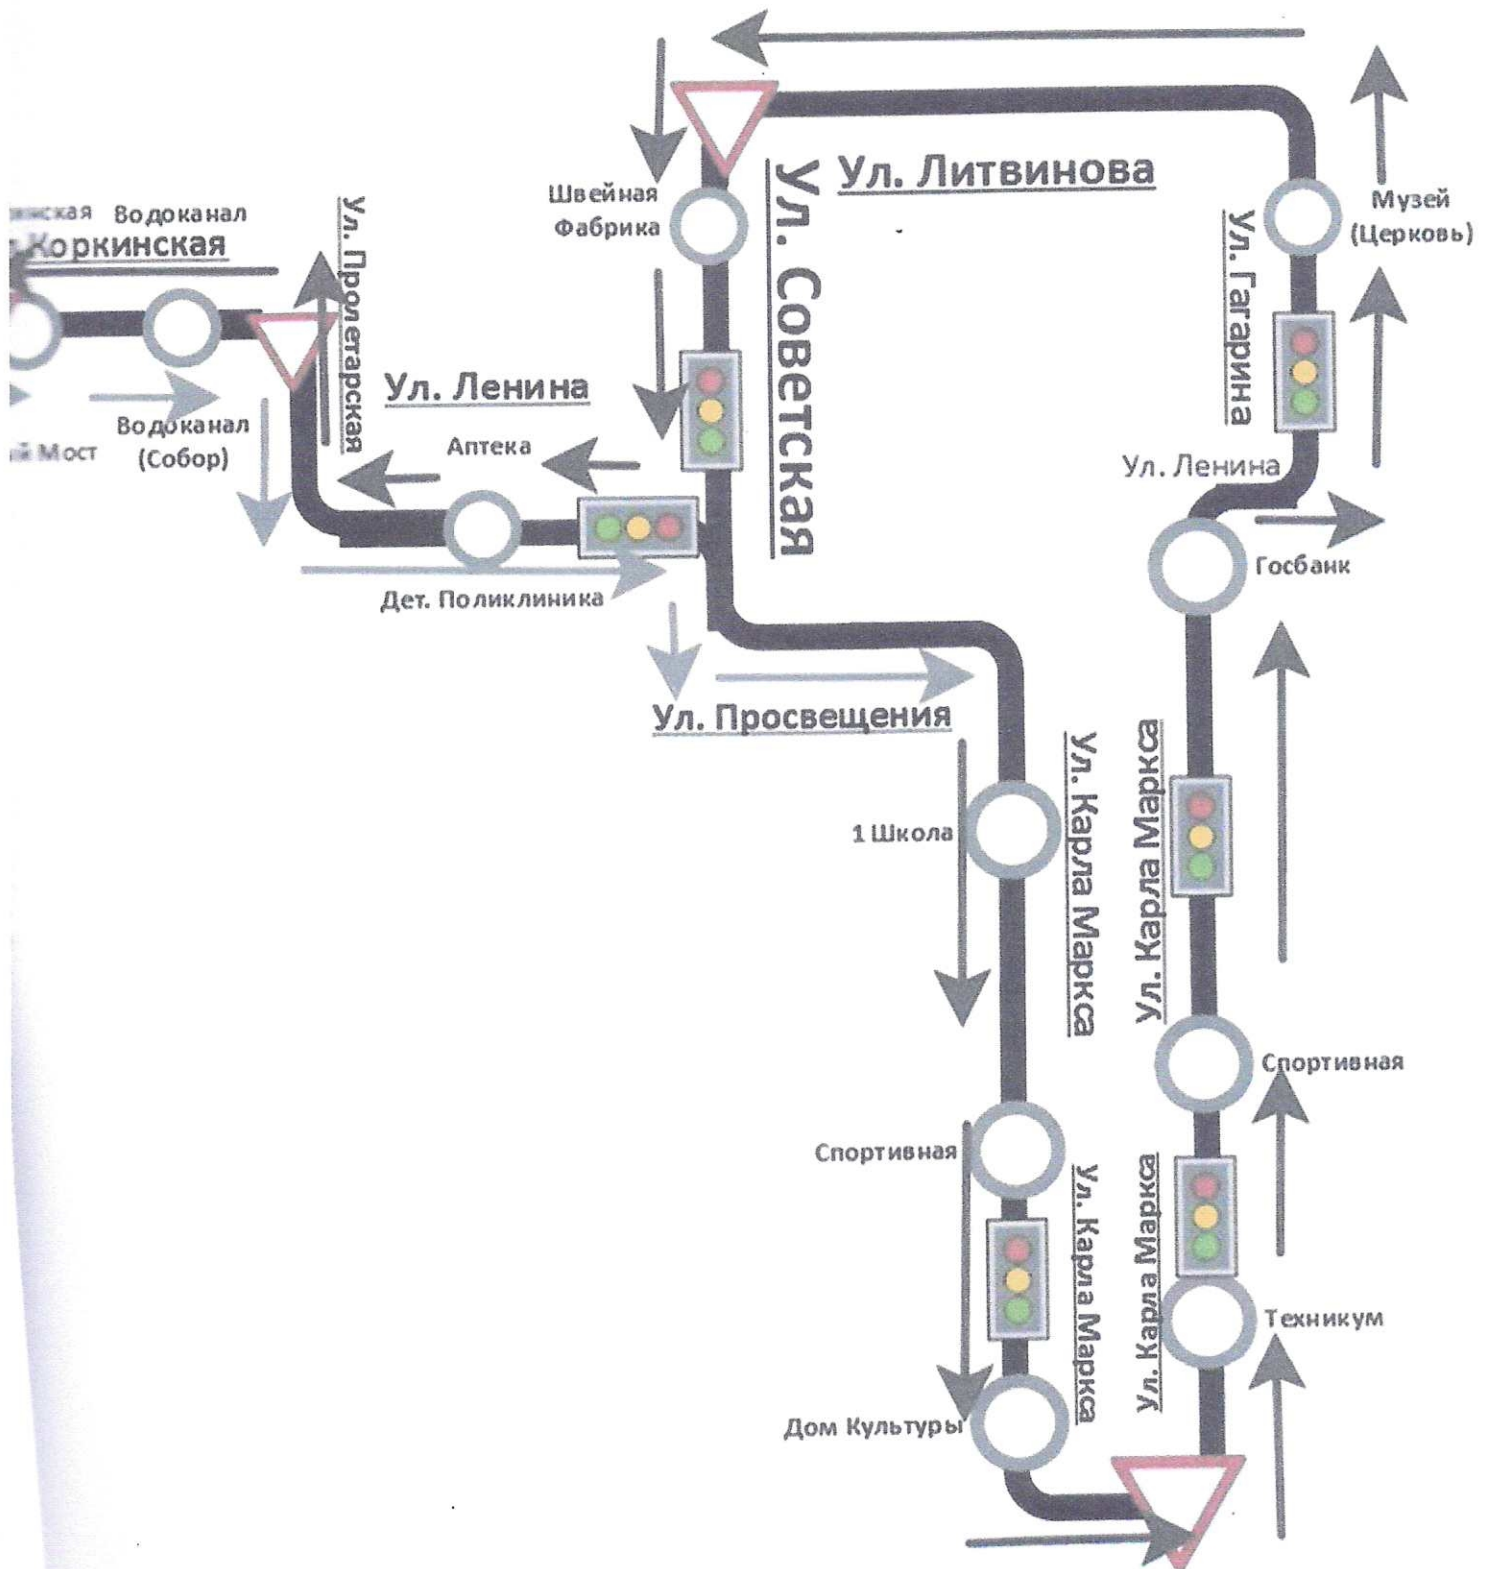 Ул. Литвинова
Швейная
Фабрика
Ул. Советская
Музей
(Церковь)
Ул. Гагарина
Водоканал
Коркинская
Ул. Пролетарская
Ул. Ленина
Аптека
Водоканал
(Собор)
Мост
Ул. Ленина
Госбанк
Дет. Поликлиника
Ул. Просвещения
1 Школа
Ул. Карла Маркса
Ул. Карла Маркса
Спортивная
Спортивная
Ул. Карла Маркса
Ул. Карла Маркса
Техникум
Дом Культуры